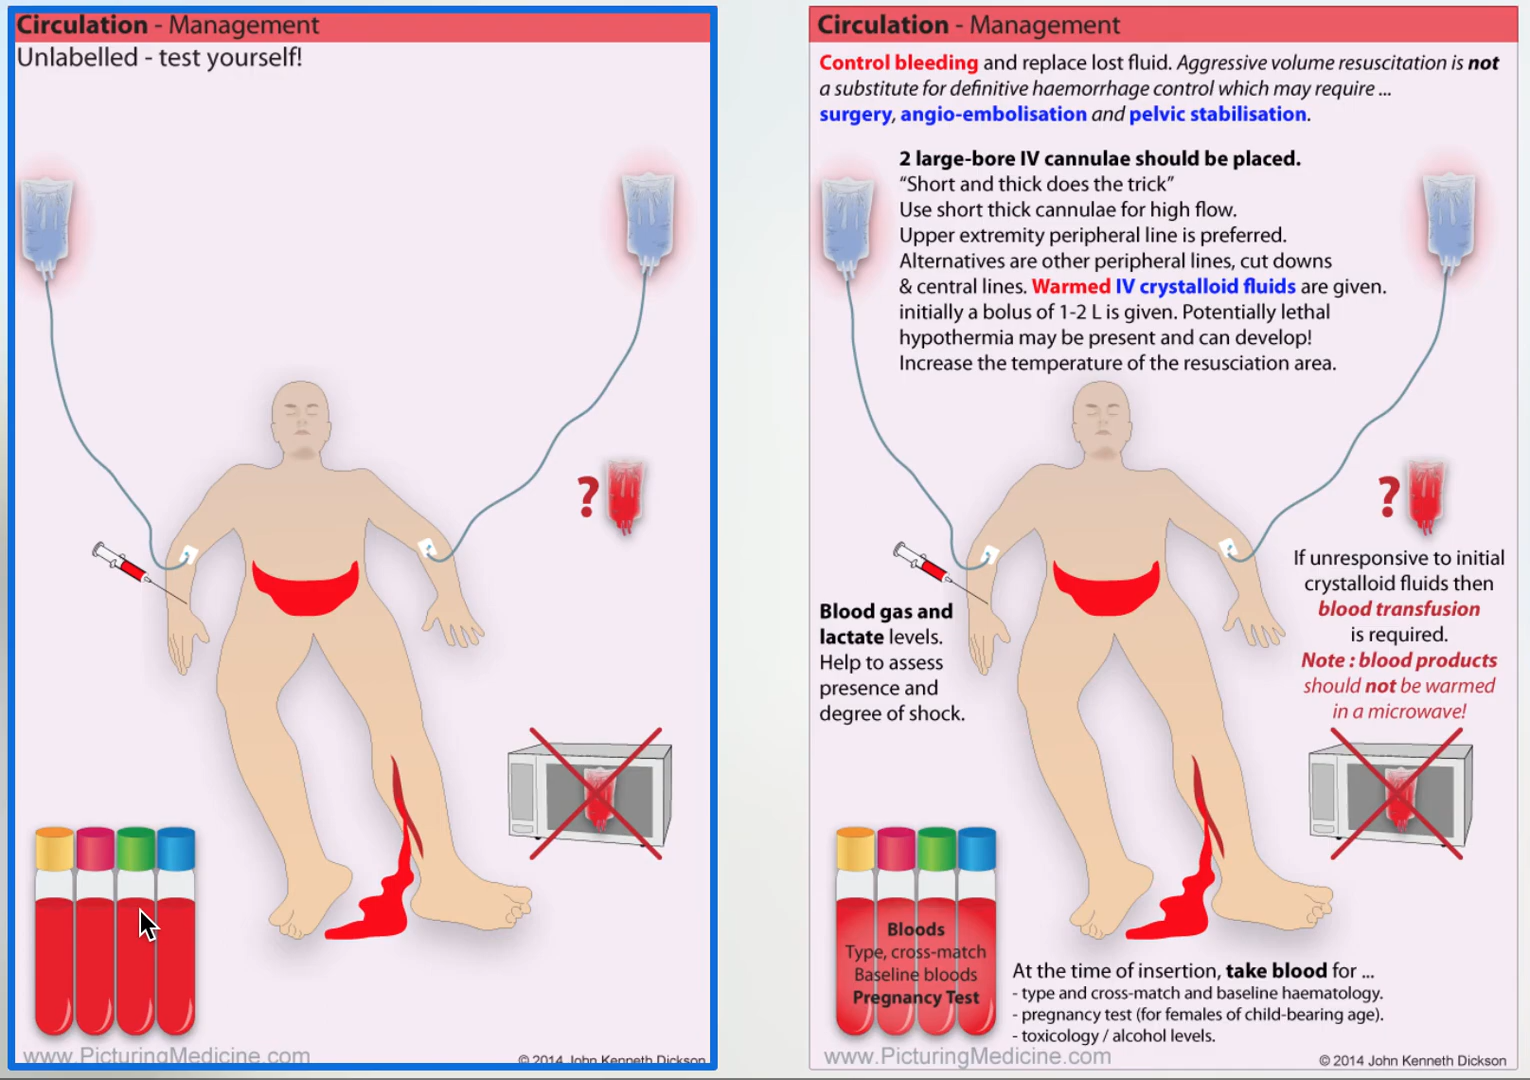 Circulation - Management
Unlabelled - test yourself!
?
www.PicturingMedicine.com
© 2014 John Kenneth Dickson
Circulation - Management
Control bleeding and replace lost fluid. Aggressive volume resuscitation is not
a substitute for definitive haemorrhage control which may require ...
surgery, angio-embolisation and pelvic stabilisation.
2 large-bore IV cannulae should be placed.
“Short and thick does the trick”
Use short thick cannulae for high flow.
Upper extremity peripheral line is preferred.
Alternatives are other peripheral lines, cut downs
& central lines. Warmed IV crystalloid fluids are given.
initially a bolus of 1-2 L is given. Potentially lethal
hypothermia may be present and can develop!
Increase the temperature of the resusciation area.
?
If unresponsive to initial
crystalloid fluids then
blood transfusion
is required.
Note : blood products
should not be warmed
in a microwave!
Blood gas and
lactate levels.
Help to assess
presence and
degree of shock.
Bloods
Type, cross-match
Baseline bloods
Pregnancy Test
At the time of insertion, take blood for ...
- type and cross-match and baseline haematology.
- pregnancy test (for females of child-bearing age).
- toxicology / alcohol levels.
www.PicturingMedicine.com
© 2014 John Kenneth Dickson